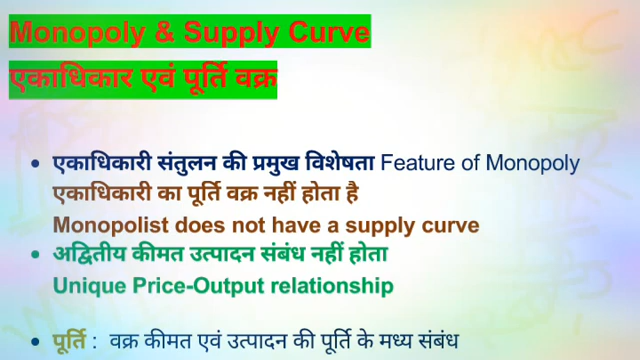 Monopoly & Supply Curve
एकाधिकार एवं पूर्ति वक्र
• एकाधिकारी संतुलन की प्रमुख विशेषता Feature of Monopoly
एकाधिकारी का पूर्ति वक्र नहीं होता है
Monopolist does not have a supply curve
• अद्वितीय कीमत उत्पादन संबंध नहीं होता
Unique Price-Output relationship
• पूर्ति : वक्र कीमत एवं उत्पादन की पूर्ति के मध्य संबंध